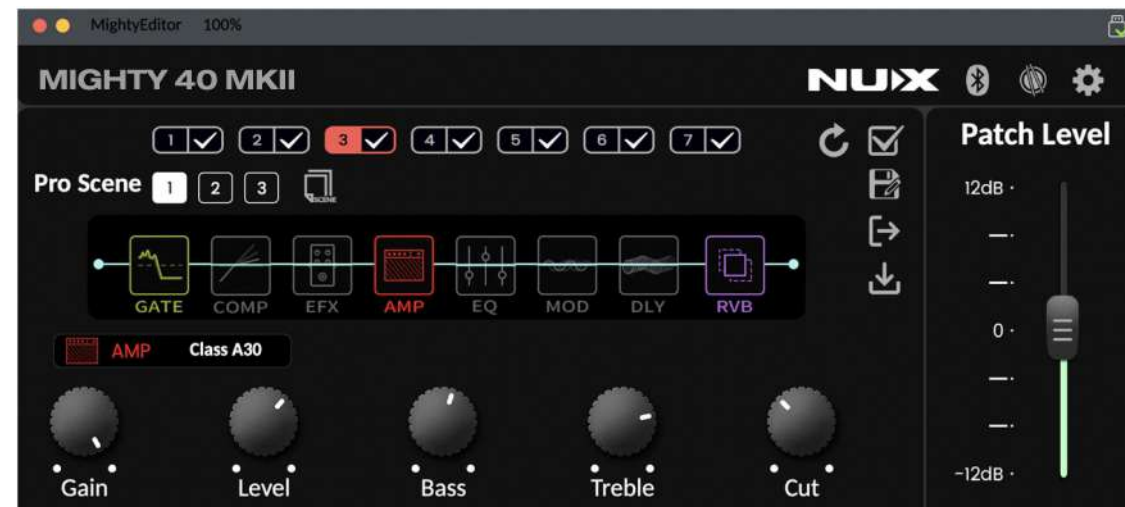 MightyEditor 100%
MIGHTY 40 MKII
NUX
1 2 3 4 5 6 7
Patch Level
Pro Scene 1 2 3
SCENE
12dB
0
-12dB
GATE COMP EFX AMP EQ MOD DLY RVB
AMP Class A30
Gain Level Bass Treble Cut